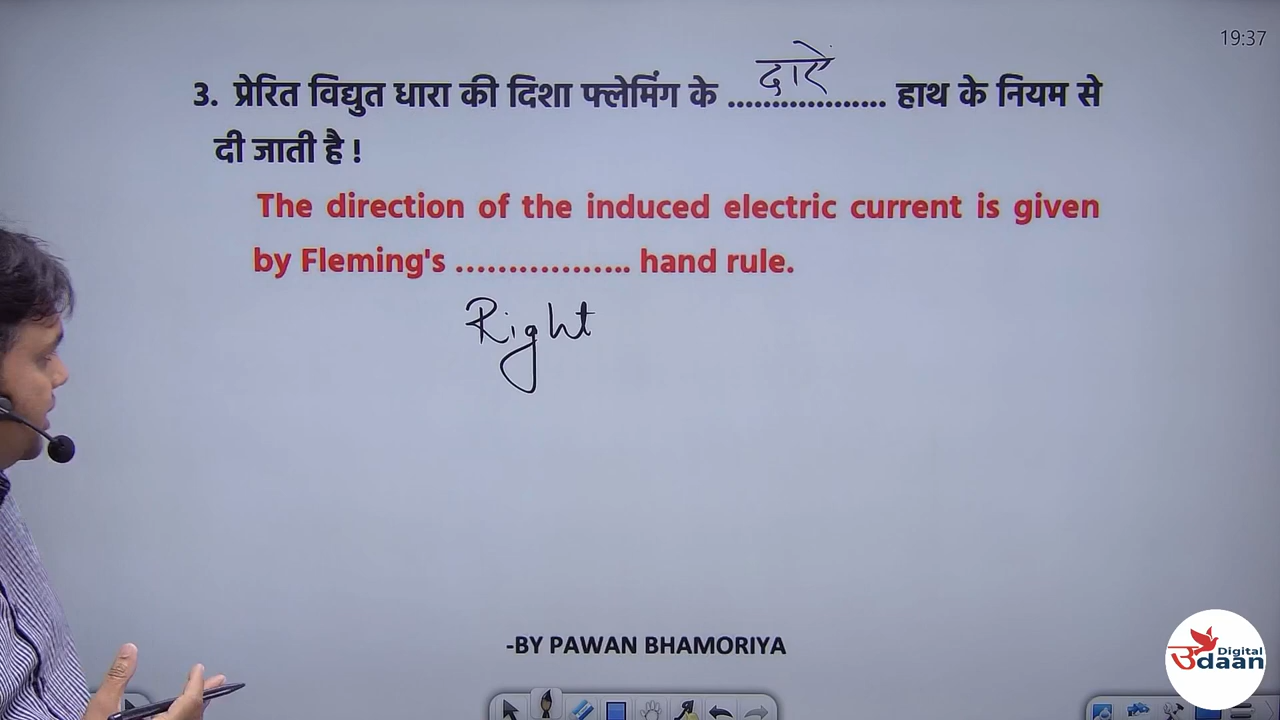 19:37
3. प्रेरित विद्युत धारा की दिशा फ्लेमिंग के ...दाऐं... हाथ के नियम से
दी जाती है !
The direction of the induced electric current is given
by Fleming's ................. hand rule.
Right
-BY PAWAN BHAMORIYA
Digital
उdaan